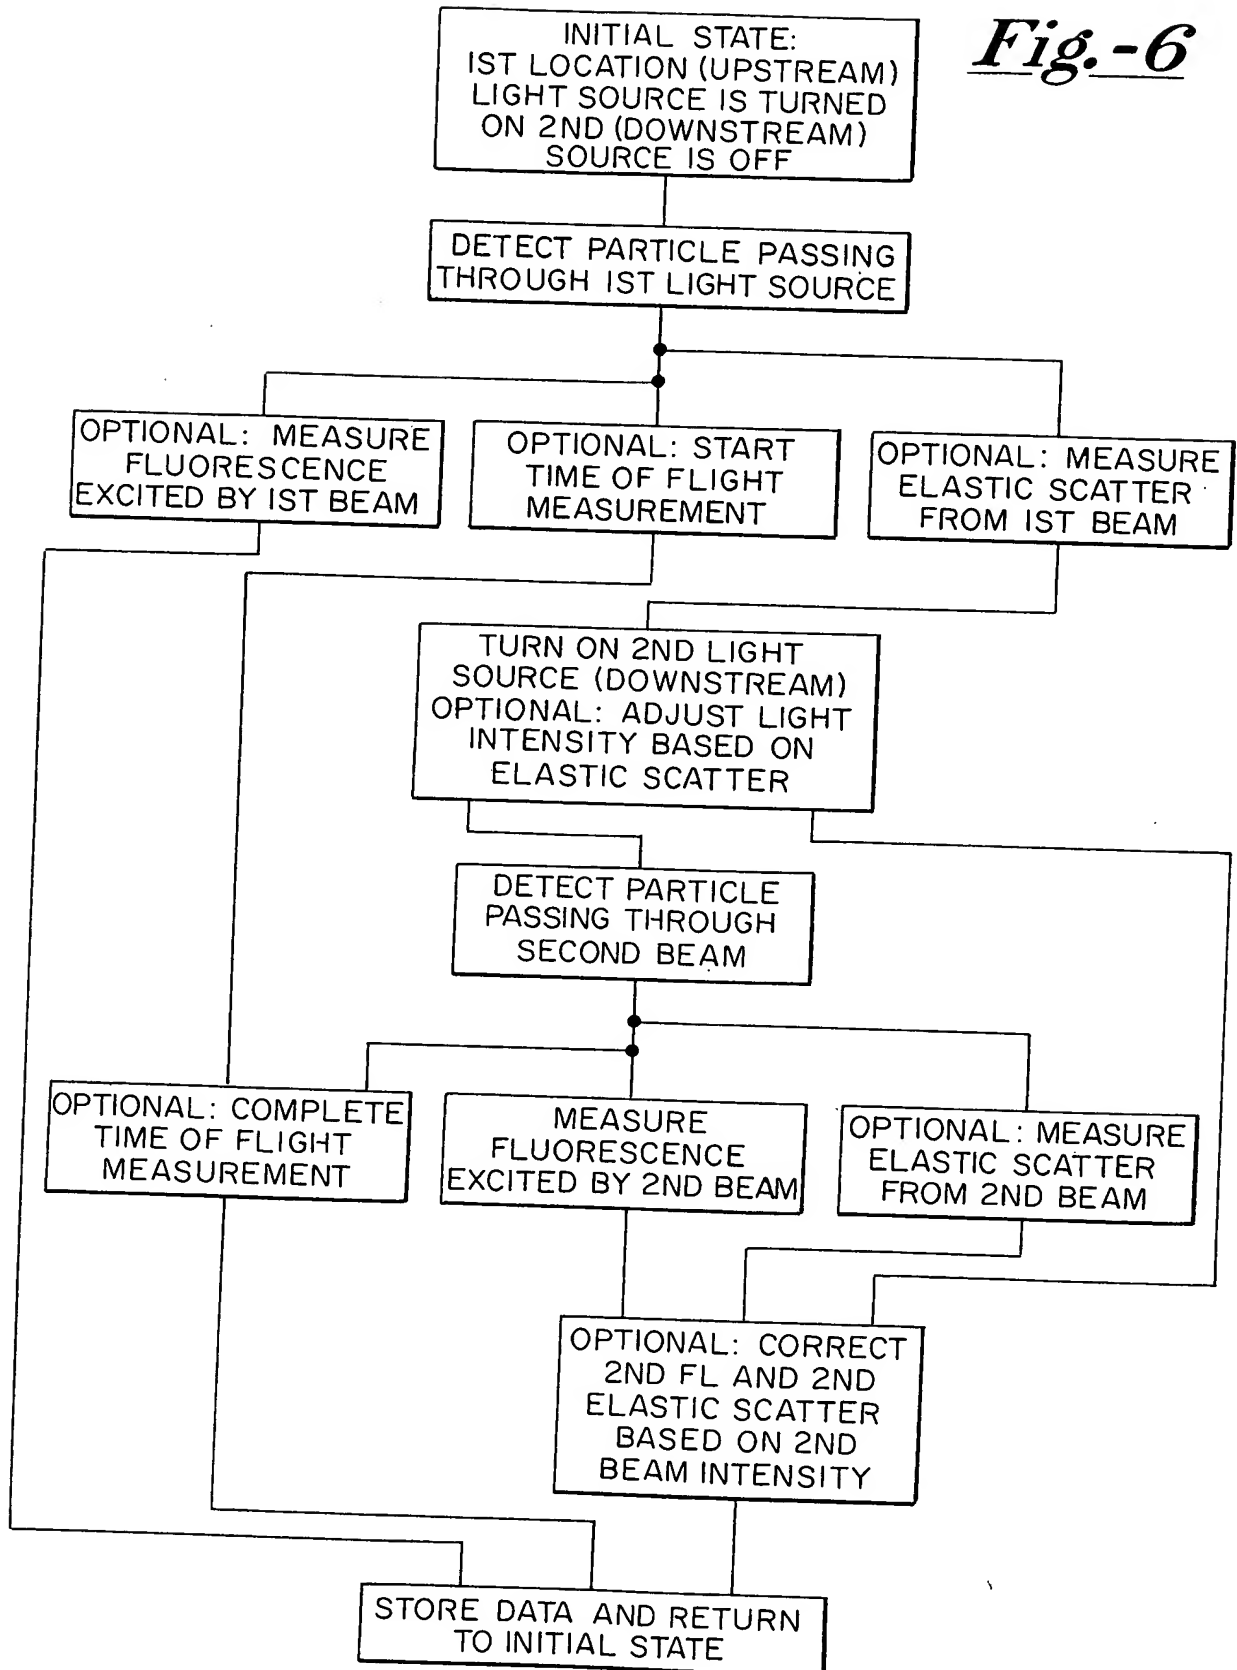 Fig.-6
INITIAL STATE:
IST LOCATION (UPSTREAM)
LIGHT SOURCE IS TURNED
ON 2ND (DOWNSTREAM)
SOURCE IS OFF
DETECT PARTICLE PASSING
THROUGH IST LIGHT SOURCE
OPTIONAL: MEASURE
FLUORESCENCE
EXCITED BY IST BEAM
OPTIONAL: START
TIME OF FLIGHT
MEASUREMENT
OPTIONAL: MEASURE
ELASTIC SCATTER
FROM IST BEAM
TURN ON 2ND LIGHT
SOURCE (DOWNSTREAM)
OPTIONAL: ADJUST LIGHT
INTENSITY BASED ON
ELASTIC SCATTER
DETECT PARTICLE
PASSING THROUGH
SECOND BEAM
OPTIONAL: COMPLETE
TIME OF FLIGHT
MEASUREMENT
MEASURE
FLUORESCENCE
EXCITED BY 2ND BEAM
OPTIONAL: MEASURE
ELASTIC SCATTER
FROM 2ND BEAM
OPTIONAL: CORRECT
2ND FL AND 2ND
ELASTIC SCATTER
BASED ON 2ND
BEAM INTENSITY
STORE DATA AND RETURN
TO INITIAL STATE